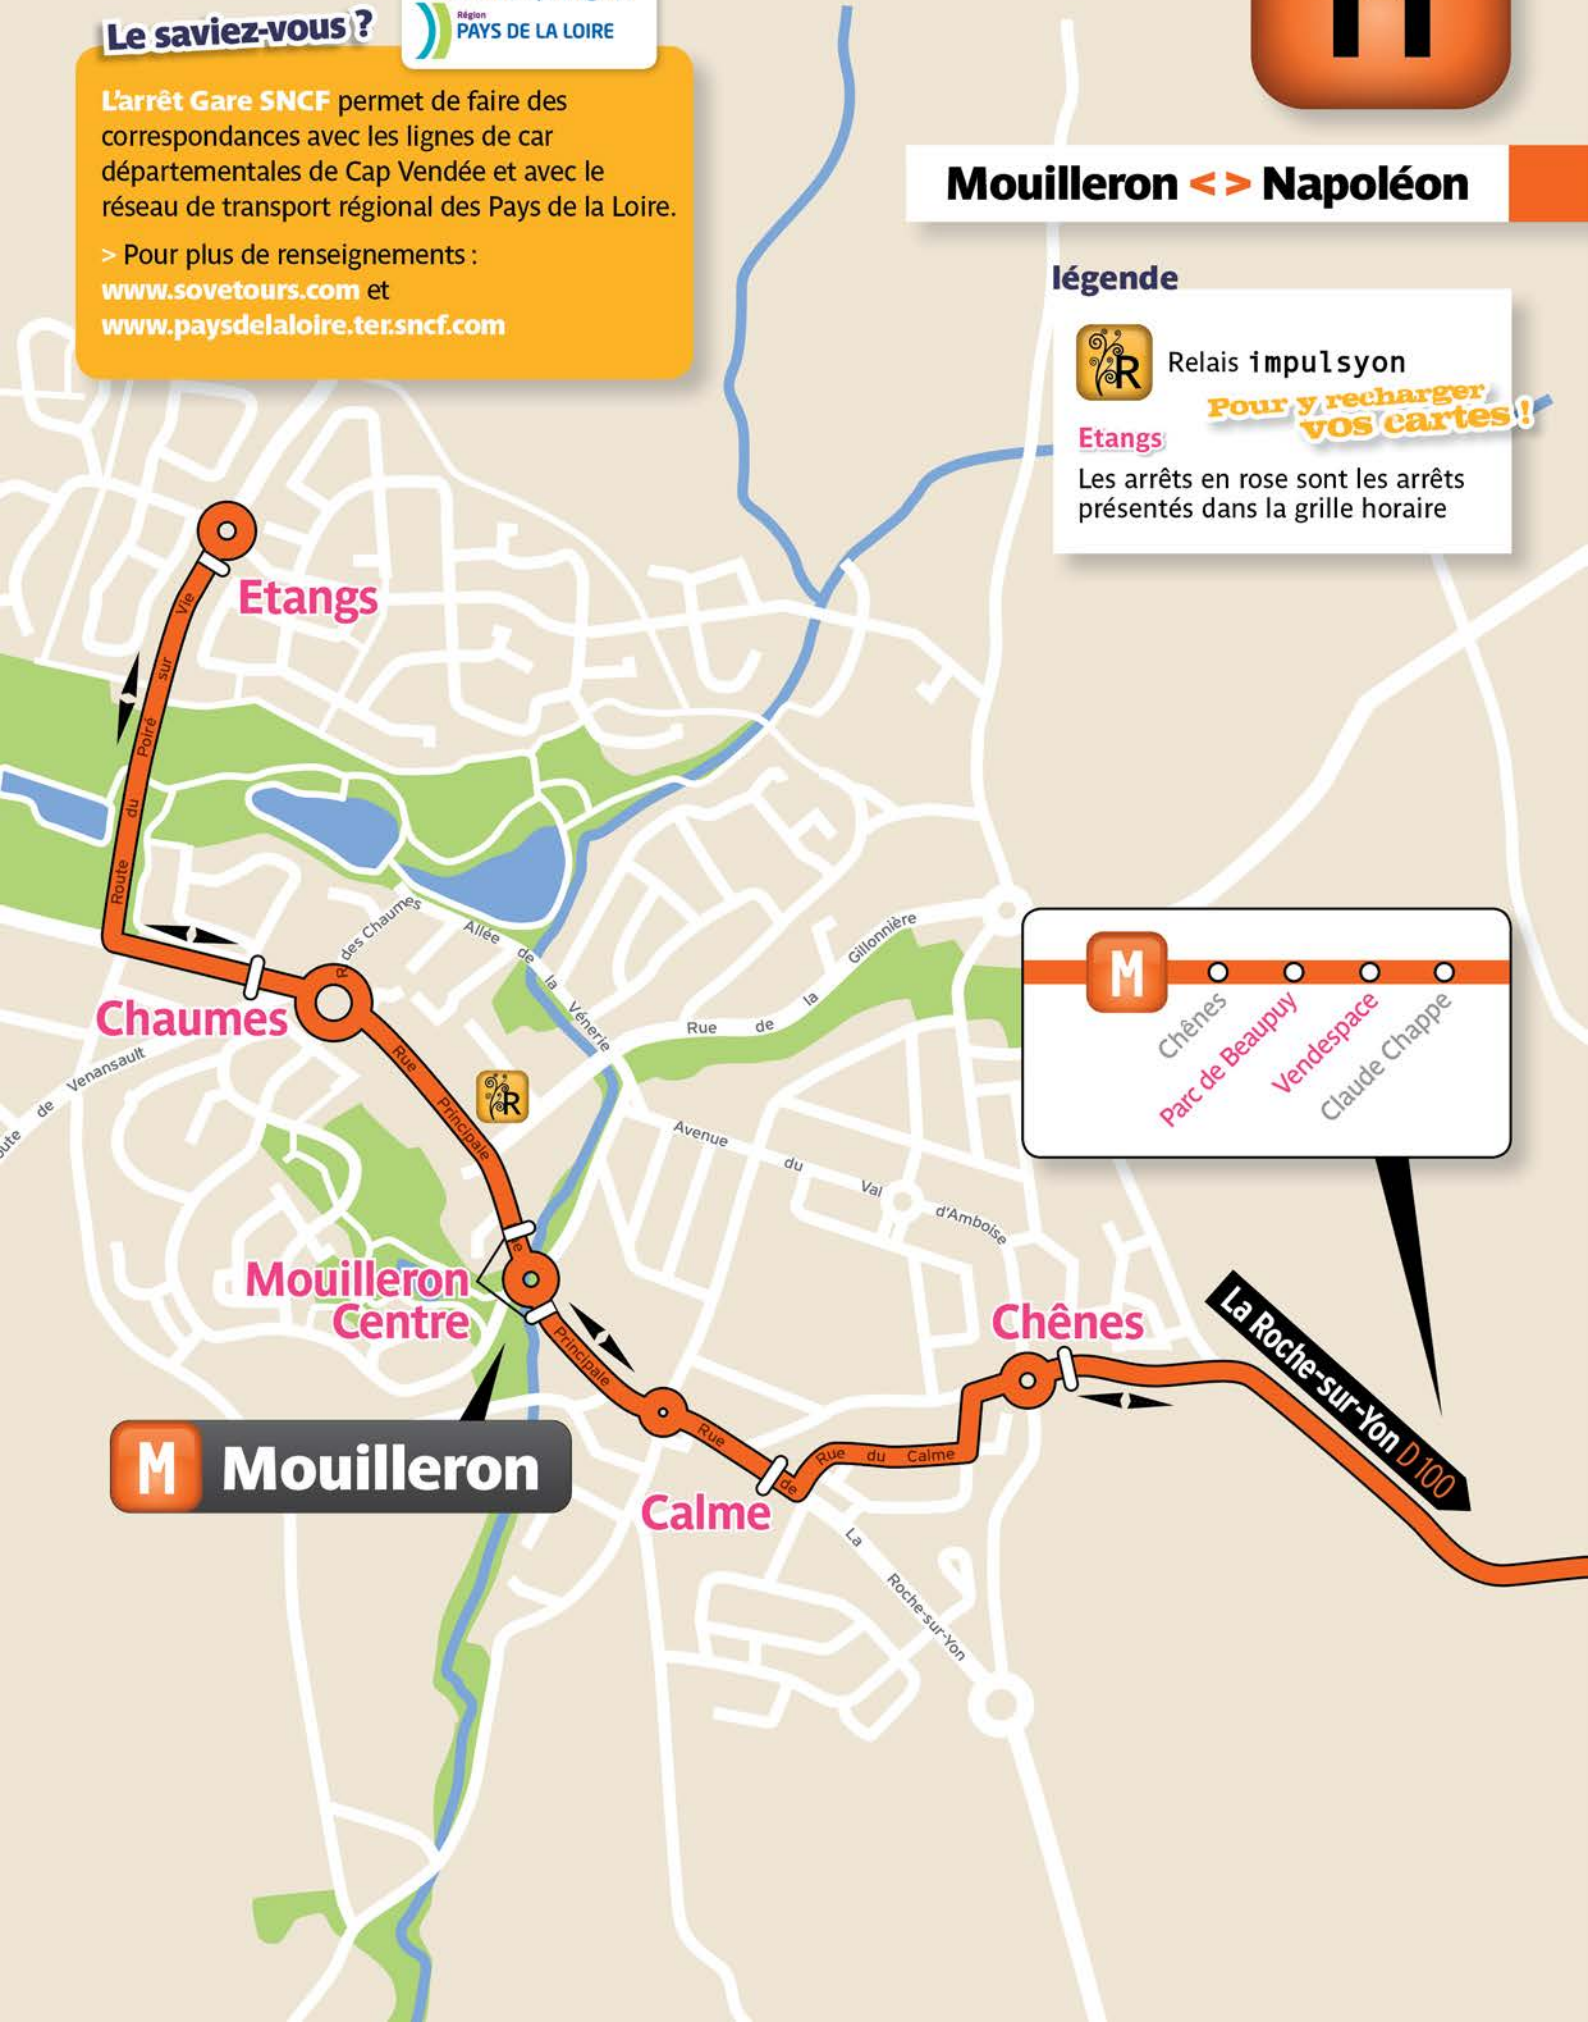 Le saviez-vous ?
Région
PAYS DE LA LOIRE
L'arrêt Gare SNCF permet de faire des
correspondances avec les lignes de car
départementales de Cap Vendée et avec le
réseau de transport régional des Pays de la Loire.
> Pour plus de renseignements :
www.sovetours.com et
www.paysdelaloire.ter.sncf.com
Mouilleron <> Napoléon
légende
R
Relais impulsyon
Pour y recharger
vos cartes !
Etangs
Les arrêts en rose sont les arrêts
présentés dans la grille horaire
Etangs
Route du Poiré sur Vie
R. des Chaumes
Allée de la Vénerie
Rue de la Gillonnière
Chaumes
de Venansault
Rue Principale
R
Avenue du Val d'Amboise
M
Chênes
Parc de Beaupuy
Vendespace
Claude Chappe
Mouilleron
Centre
Principale
Chênes
La Roche-sur-Yon D 100
M Mouilleron
Rue de
Rue du Calme
Calme
La Roche-sur-Yon